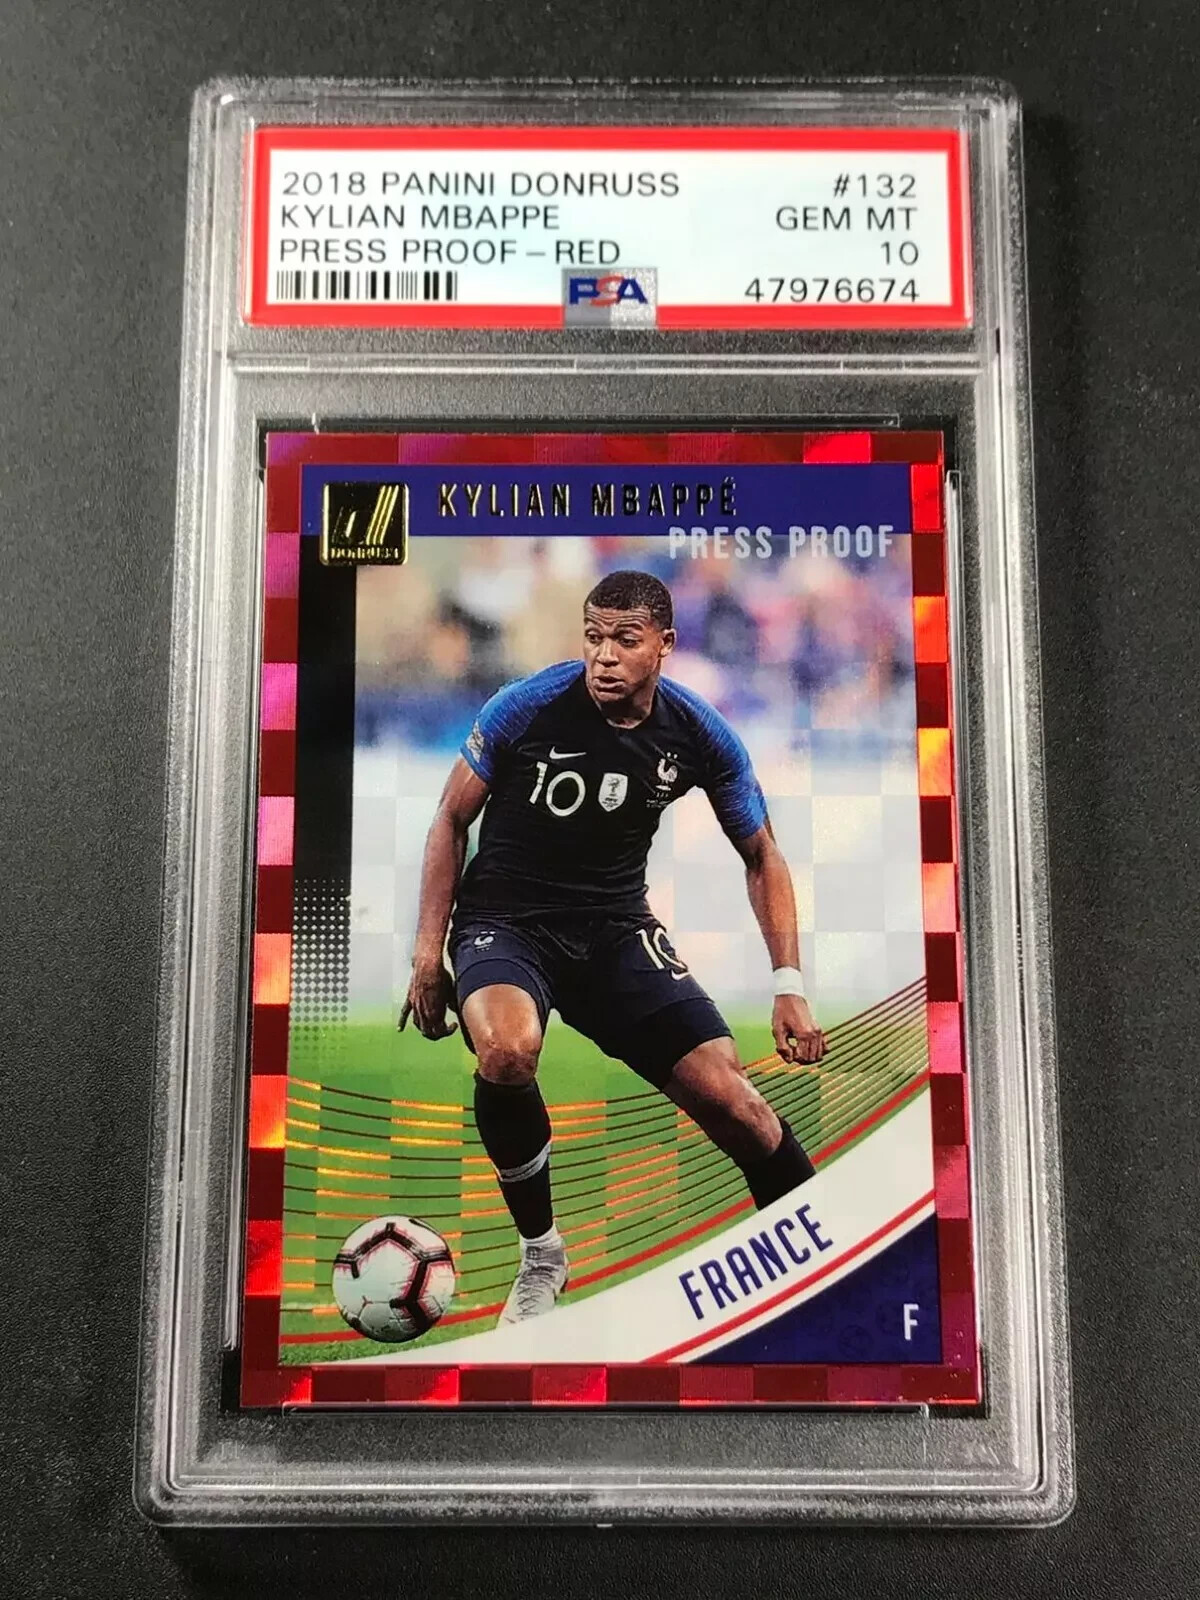 2018 PANINI DONRUSS #132
KYLIAN MBAPPE GEM MT
PRESS PROOF - RED 10
PSA 47976674
DONRUSS KYLIAN MBAPPÉ
PRESS PROOF
10
10
FRANCE
F